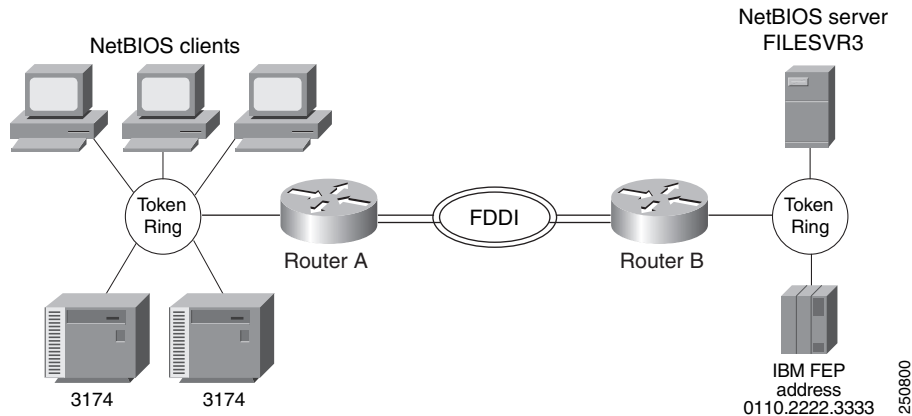 NetBIOS clients
NetBIOS server
FILESVR3
Token
Ring
Router A
FDDI
Router B
Token
Ring
3174
3174
IBM FEP
address
0110.2222.3333
250800